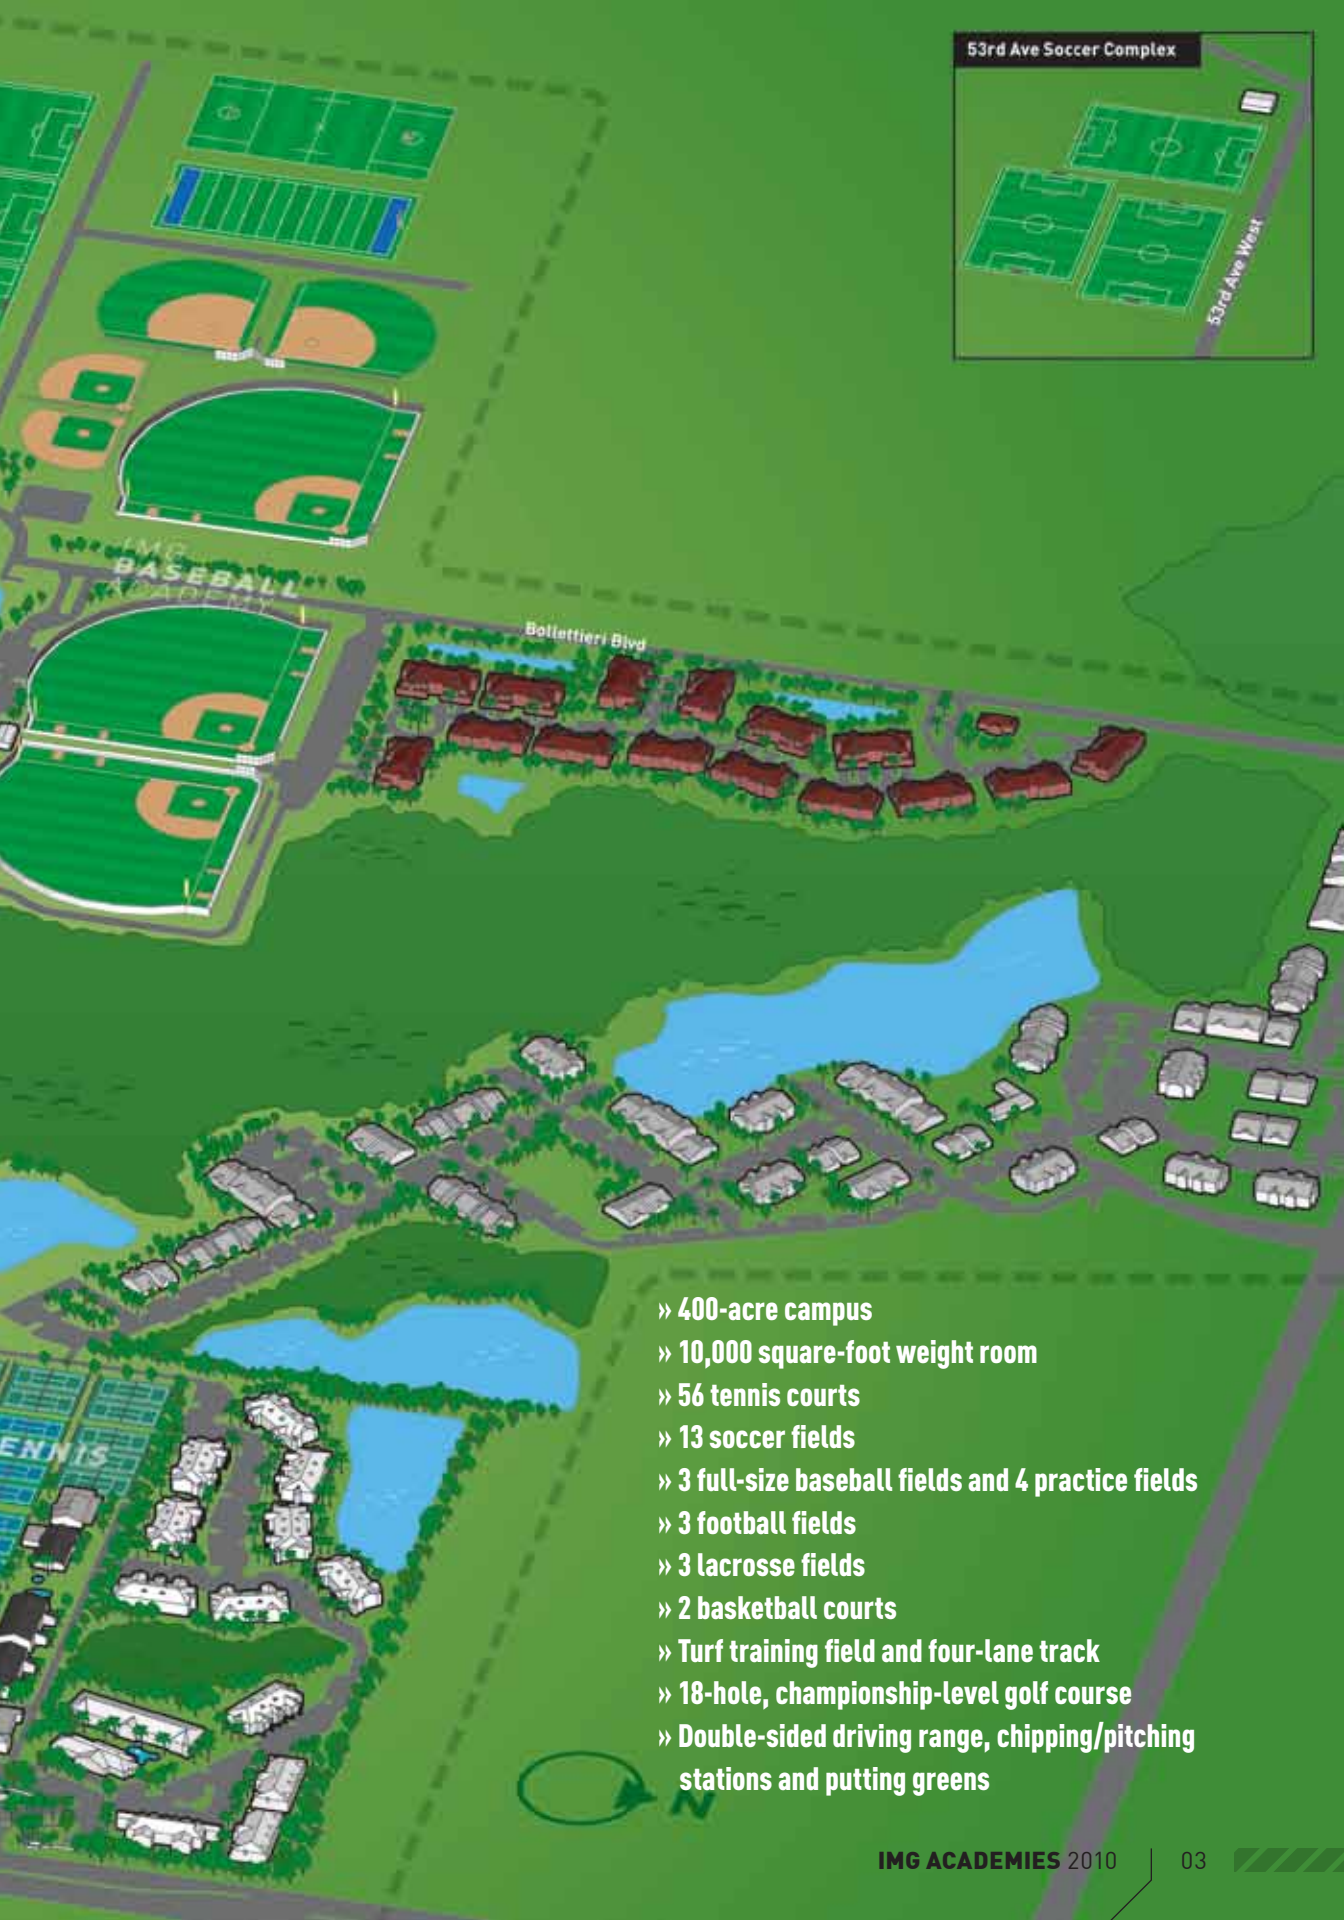 53rd Ave Soccer Complex
53rd Ave West
IMG
BASEBALL
ACADEMY
Bollettieri Blvd
ENNIS
» 400-acre campus
» 10,000 square-foot weight room
» 56 tennis courts
» 13 soccer fields
» 3 full-size baseball fields and 4 practice fields
» 3 football fields
» 3 lacrosse fields
» 2 basketball courts
» Turf training field and four-lane track
» 18-hole, championship-level golf course
» Double-sided driving range, chipping/pitching
stations and putting greens
N
IMG ACADEMIES 2010 03